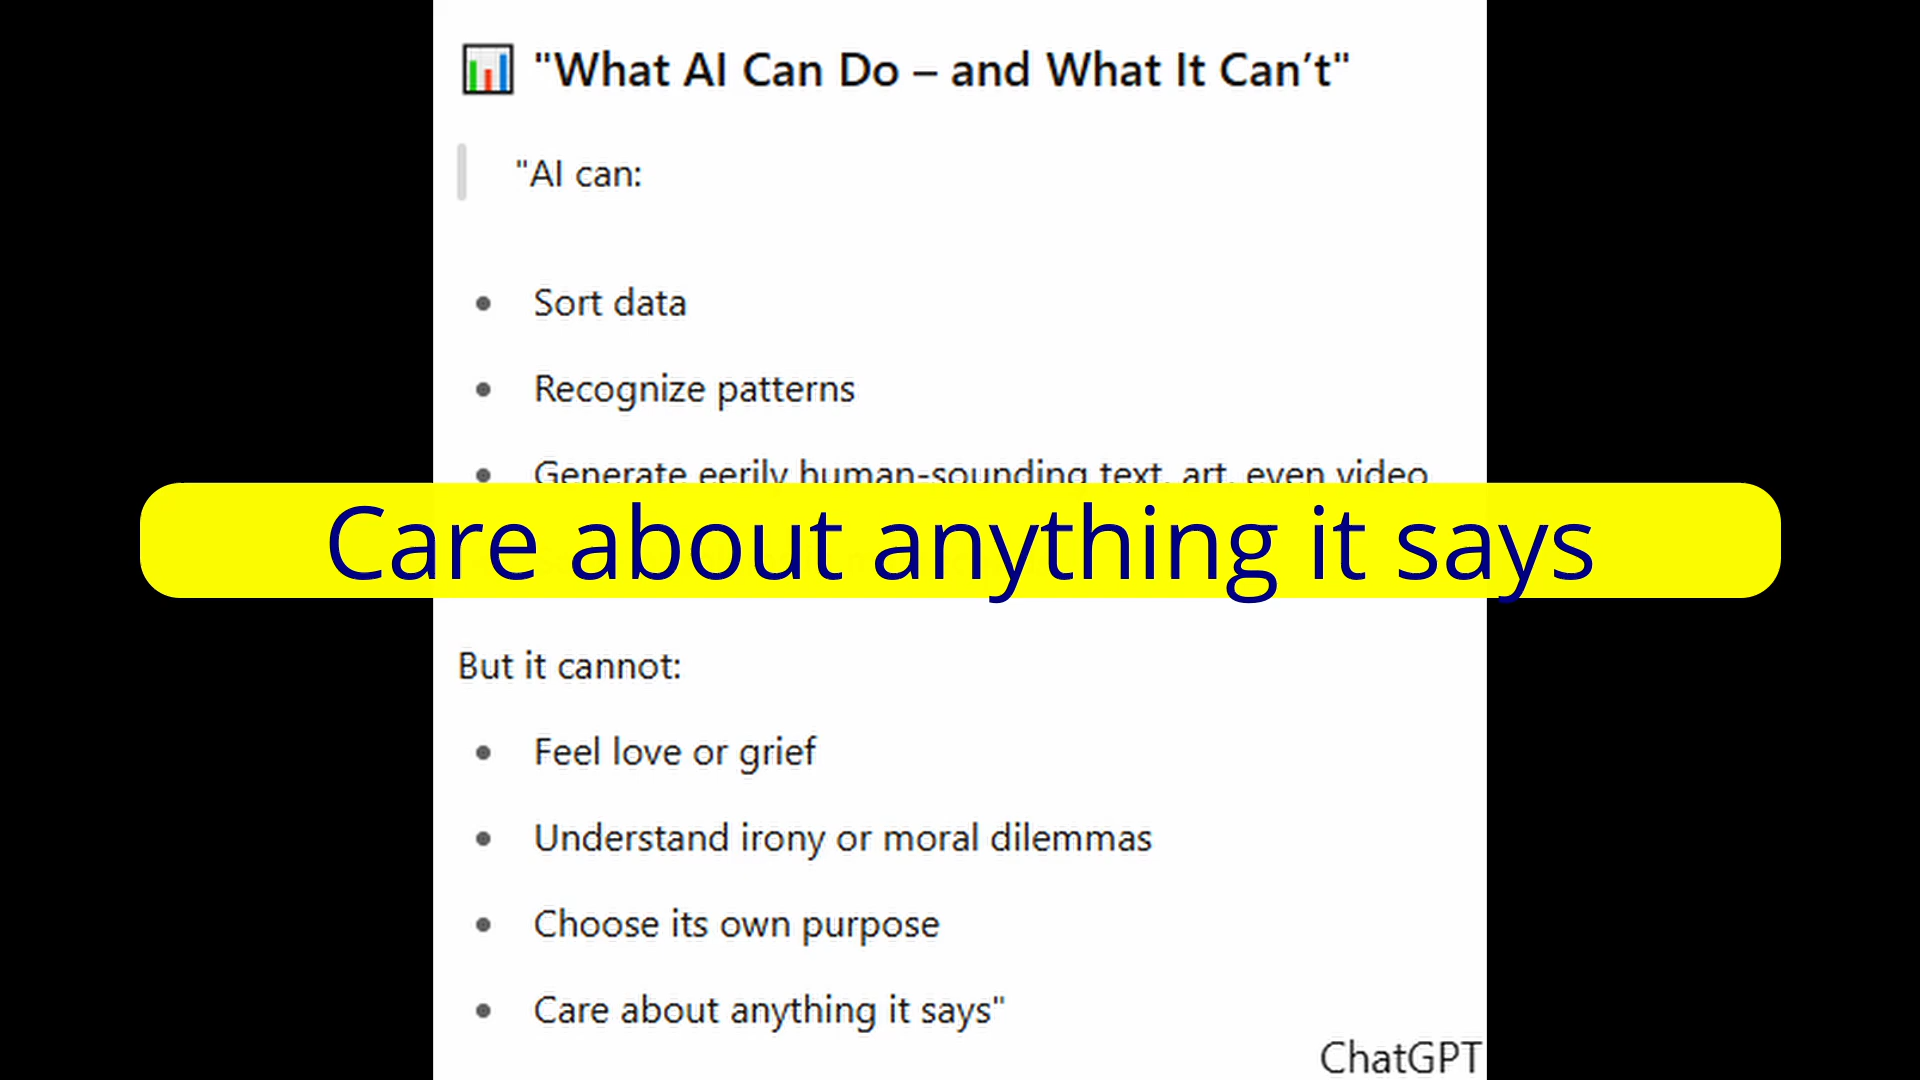 "What AI Can Do – and What It Can’t"
"AI can:
• Sort data
• Recognize patterns
• Generate eerily human-sounding text, art, even video
Care about anything it says
But it cannot:
• Feel love or grief
• Understand irony or moral dilemmas
• Choose its own purpose
• Care about anything it says"
ChatGPT